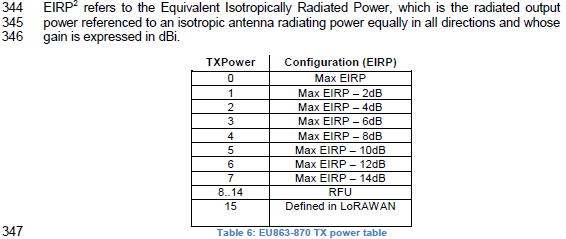 344 EIRP2 refers to the Equivalent Isotropically Radiated Power, which is the radiated output
345 power referenced to an isotropic antenna radiating power equally in all directions and whose
346 gain is expressed in dBi.
TXPower Configuration (EIRP)
0 Max EIRP
1 Max EIRP – 2dB
2 Max EIRP – 4dB
3 Max EIRP – 6dB
4 Max EIRP – 8dB
5 Max EIRP – 10dB
6 Max EIRP – 12dB
7 Max EIRP – 14dB
8..14 RFU
15 Defined in LoRAWAN
347 Table 6: EU863-870 TX power table